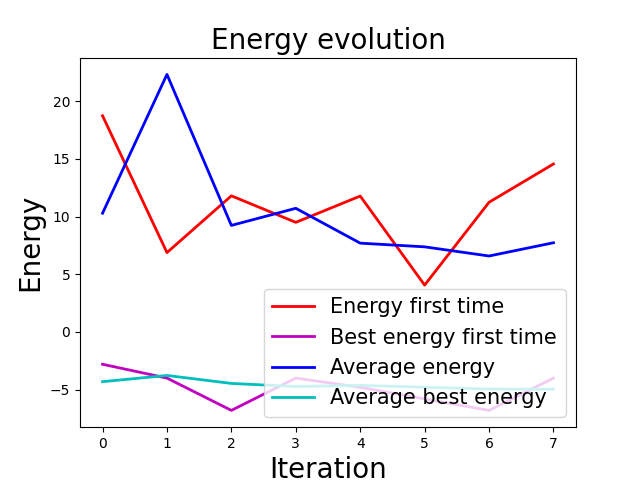 Energy evolution
Energy
20
15
10
5
0
−5
Energy first time
Best energy first time
Average energy
Average best energy
0 1 2 3 4 5 6 7
Iteration